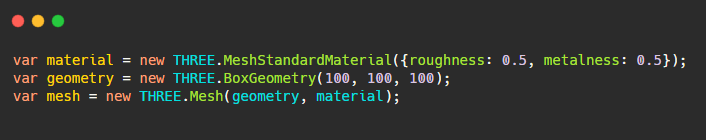 var material = new THREE.MeshStandardMaterial({roughness: 0.5, metalness: 0.5});
var geometry = new THREE.BoxGeometry(100, 100, 100);
var mesh = new THREE.Mesh(geometry, material);